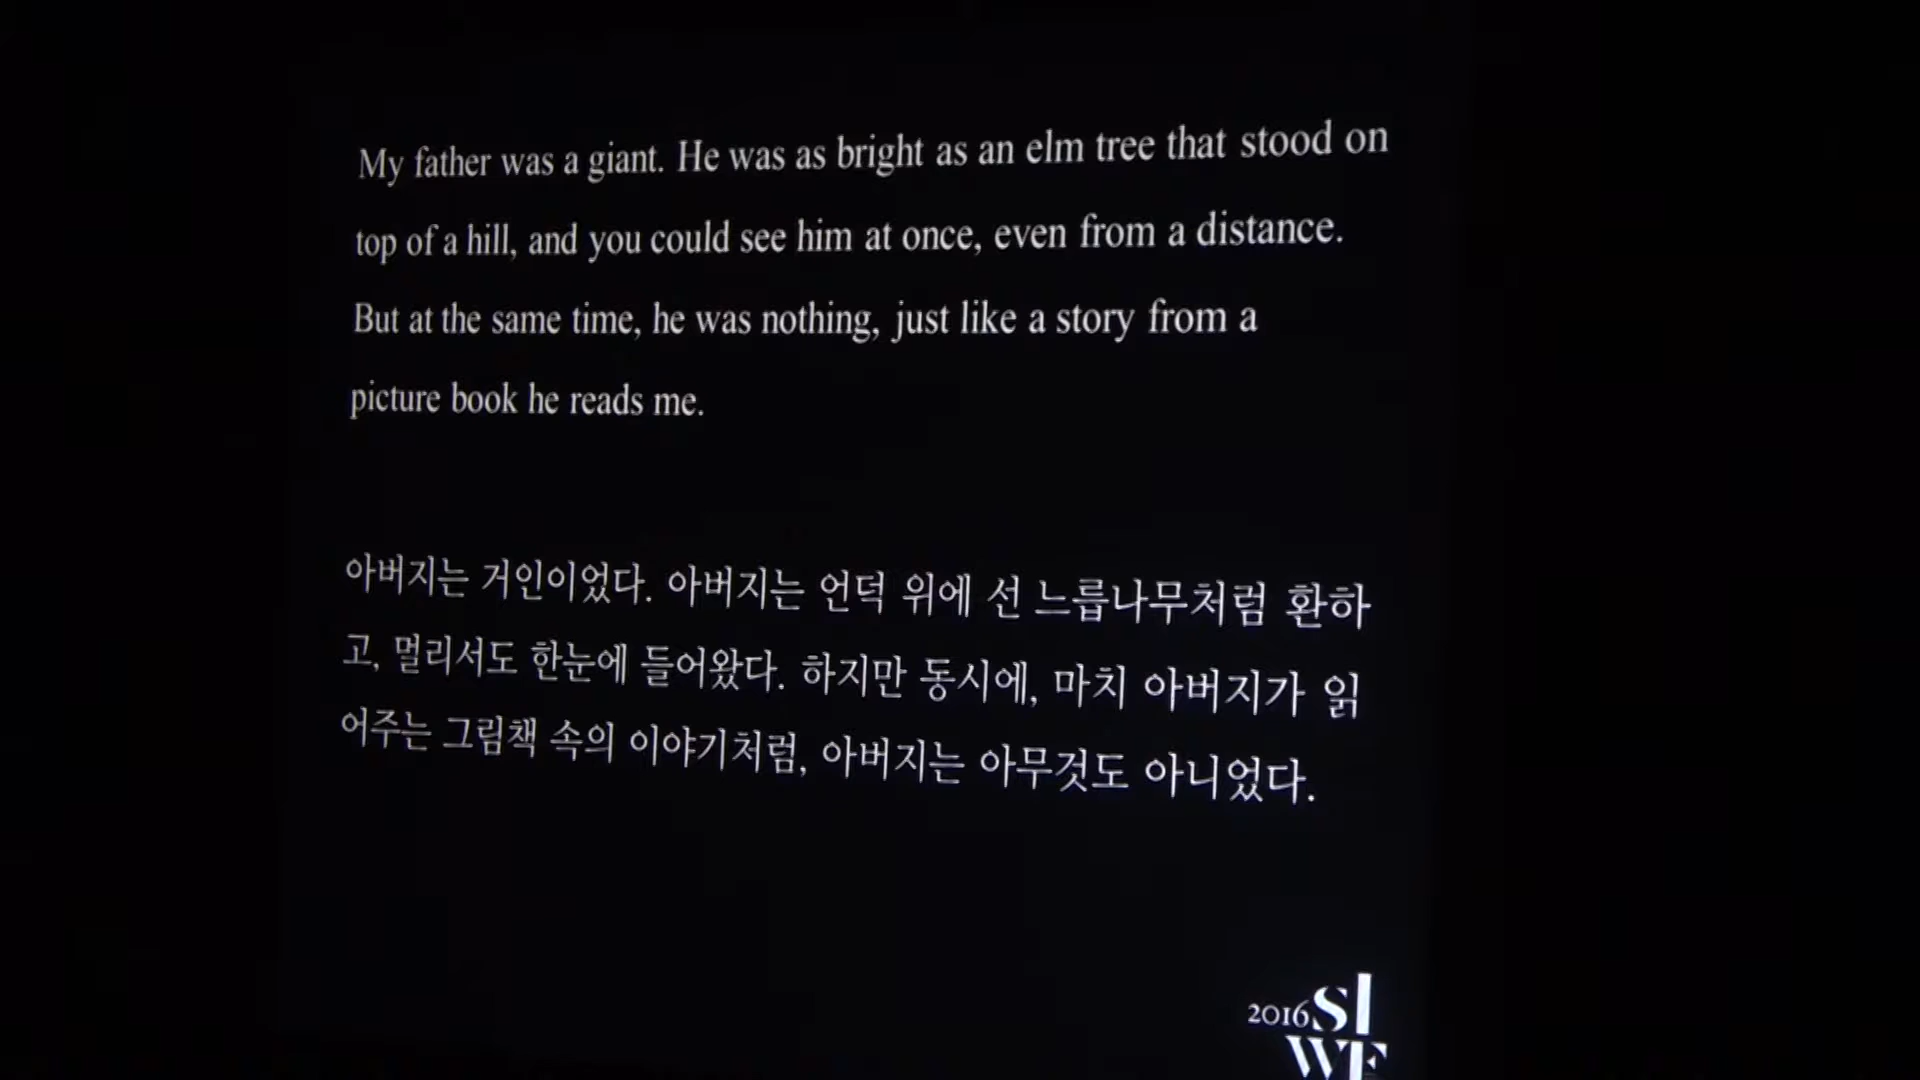 My father was a giant. He was as bright as an elm tree that stood on
top of a hill, and you could see him at once, even from a distance.
But at the same time, he was nothing, just like a story from a
picture book he reads me.
아버지는 거인이었다. 아버지는 언덕 위에 선 느릅나무처럼 환하
고, 멀리서도 한눈에 들어왔다. 하지만 동시에, 마치 아버지가 읽
어주는 그림책 속의 이야기처럼, 아버지는 아무것도 아니었다.
2016 SI
WF